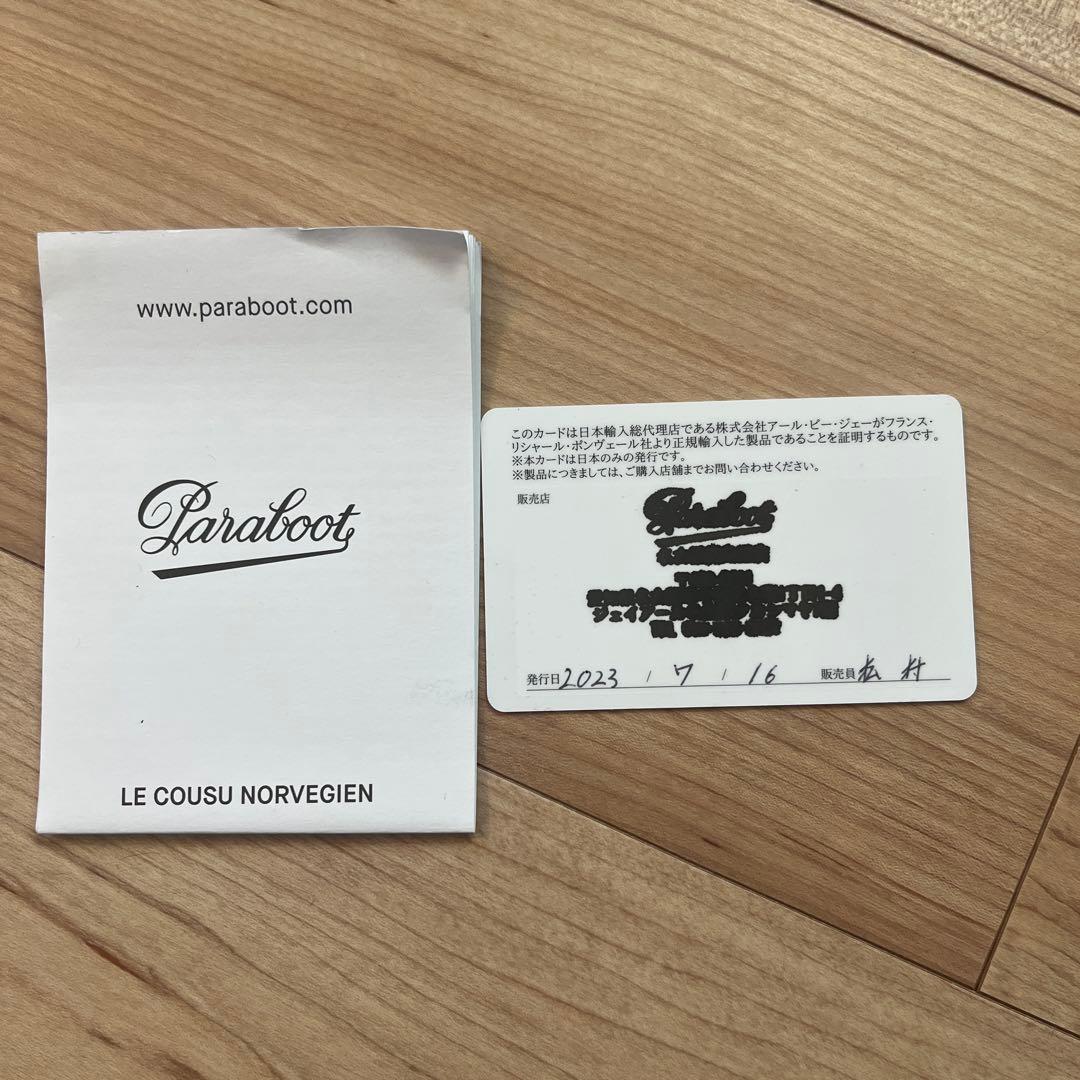 www.paraboot.com
Paraboot
LE COUSU NORVEGIEN
このカードは日本輸入総代理店である株式会社アール・ピー・ジェーがフランス・
リシャール・ポンヴェール社より正規輸入した製品であることを証明するものです。
※本カードは日本のみの発行です。
※製品につきましては、ご購入店舗までお問い合わせください。
販売店
Paraboot
発行日 2023 / 7 / 16 販売員 松村